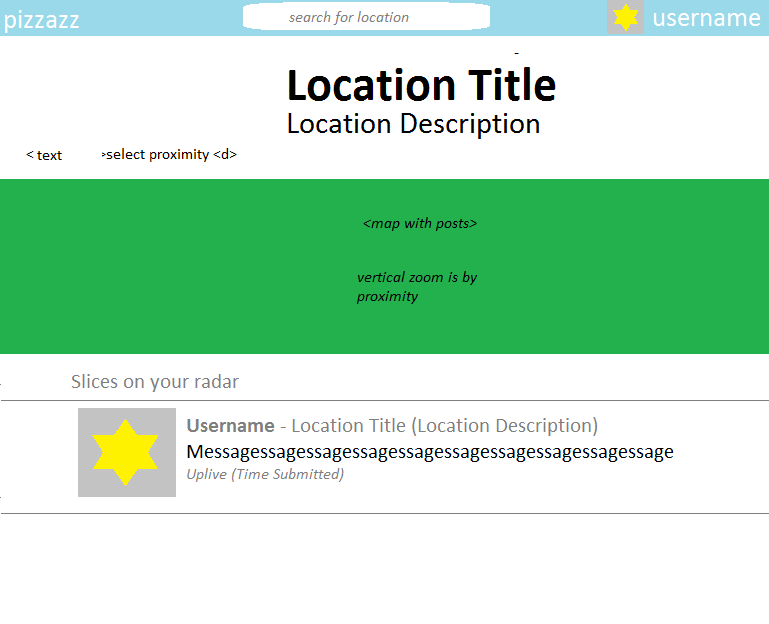 pizzazz
search for location
username
Location Title
Location Description
< text
>select proximity <d>
<map with posts>
vertical zoom is by
proximity
Slices on your radar
Username - Location Title (Location Description)
Messagessagessagessagessagessagessagessagessagessage
Uplive (Time Submitted)